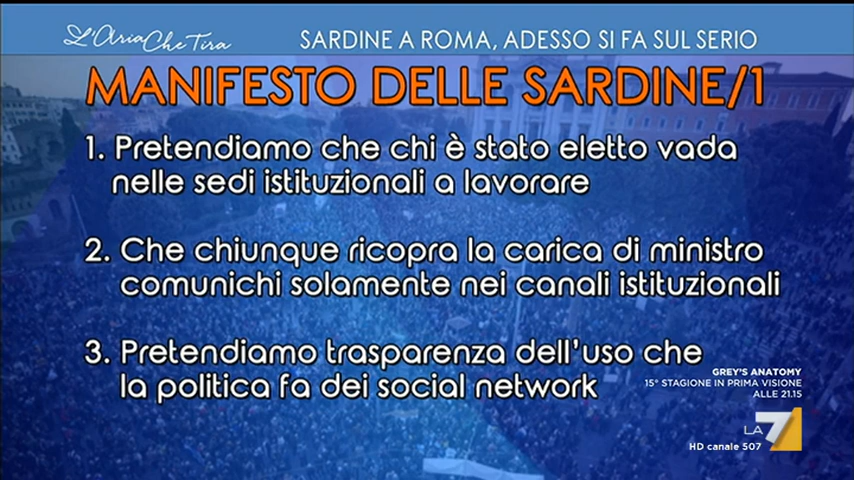 L'Aria Che Tira
SARDINE A ROMA, ADESSO SI FA SUL SERIO
MANIFESTO DELLE SARDINE/1
1. Pretendiamo che chi è stato eletto vada
nelle sedi istituzionali a lavorare
2. Che chiunque ricopra la carica di ministro
comunichi solamente nei canali istituzionali
3. Pretendiamo trasparenza dell'uso che
la politica fa dei social network
GREY'S ANATOMY
15° STAGIONE IN PRIMA VISIONE
ALLE 21.15
LA7
HD canale 507